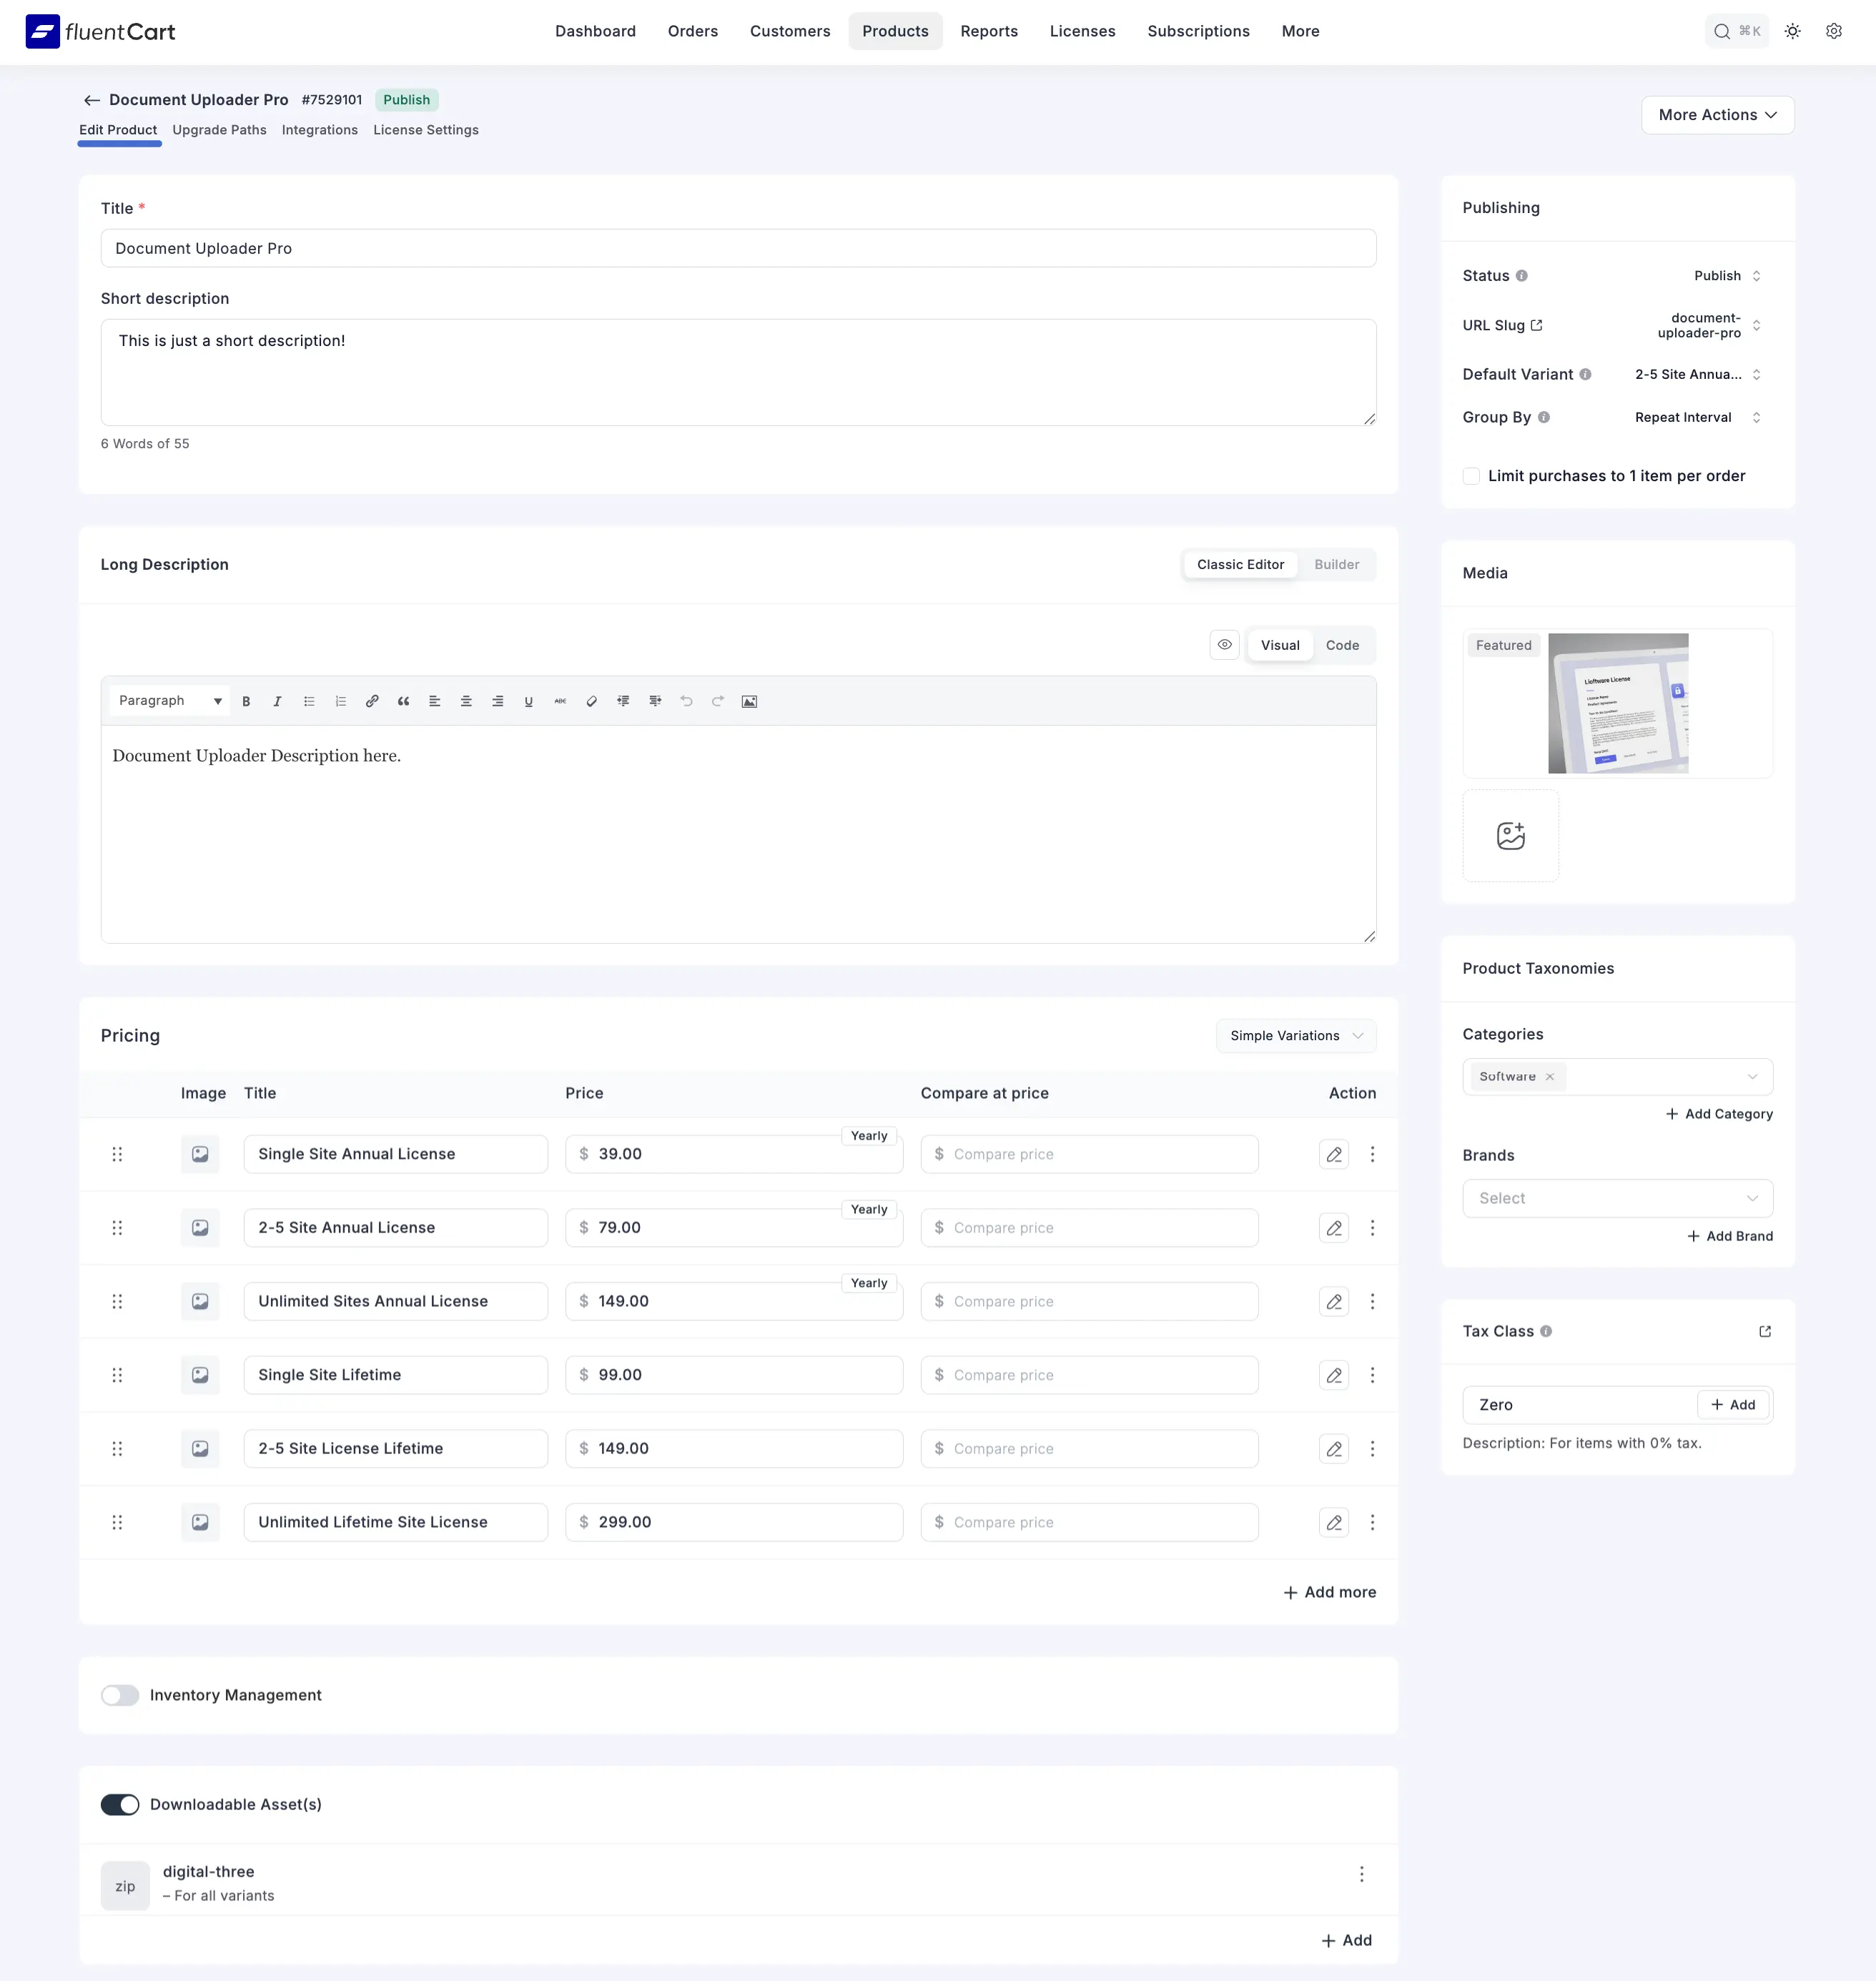 fluentCart
Dashboard
Orders
Customers
Products
Reports
Licenses
Subscriptions
More
⌘K
Document Uploader Pro #7529101 Publish
Edit Product
Upgrade Paths
Integrations
License Settings
More Actions
Title *
Document Uploader Pro
Short description
This is just a short description!
6 Words of 55
Long Description
Classic Editor
Builder
Visual
Code
Paragraph
B
I
U
ABC
Document Uploader Description here.
Pricing
Simple Variations
Image
Title
Price
Compare at price
Action
Single Site Annual License
$ 39.00
Yearly
$ Compare price
2-5 Site Annual License
$ 79.00
Yearly
$ Compare price
Unlimited Sites Annual License
$ 149.00
Yearly
$ Compare price
Single Site Lifetime
$ 99.00
$ Compare price
2-5 Site License Lifetime
$ 149.00
$ Compare price
Unlimited Lifetime Site License
$ 299.00
$ Compare price
+ Add more
Inventory Management
Downloadable Asset(s)
zip
digital-three
– For all variants
+ Add
Publishing
Status
Publish
URL Slug
document-
uploader-pro
Default Variant
2-5 Site Annua...
Group By
Repeat Interval
Limit purchases to 1 item per order
Media
Featured
Lioftware License
Product Taxonomies
Categories
Software ×
+ Add Category
Brands
Select
+ Add Brand
Tax Class
Zero
+ Add
Description: For items with 0% tax.